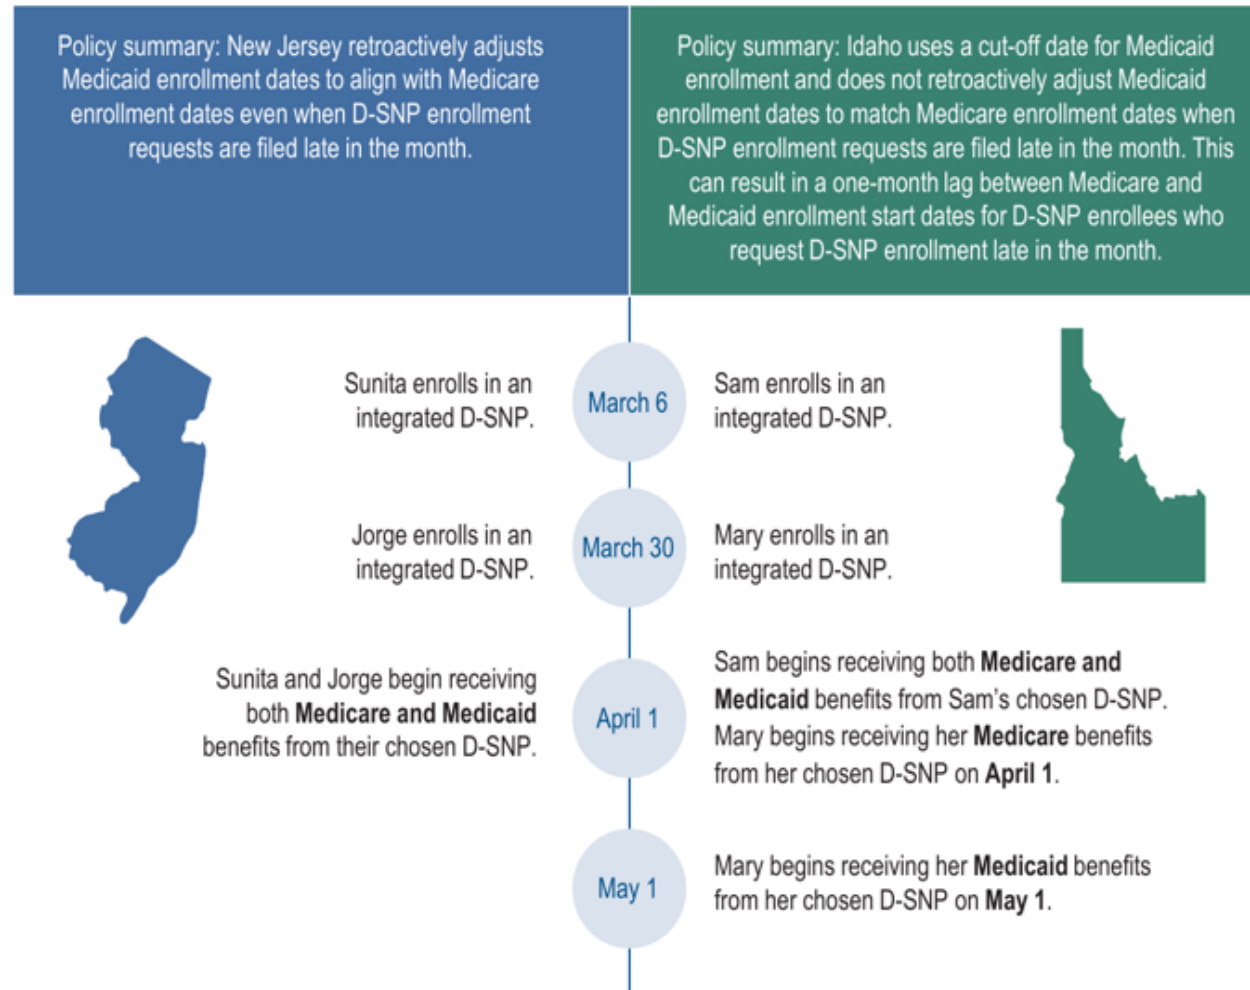 Policy summary: New Jersey retroactively adjusts
Medicaid enrollment dates to align with Medicare
enrollment dates even when D-SNP enrollment
requests are filed late in the month.
Policy summary: Idaho uses a cut-off date for Medicaid
enrollment and does not retroactively adjust Medicaid
enrollment dates to match Medicare enrollment dates when
D-SNP enrollment requests are filed late in the month. This
can result in a one-month lag between Medicare and
Medicaid enrollment start dates for D-SNP enrollees who
request D-SNP enrollment late in the month.
Sunita enrolls in an
integrated D-SNP.
March 6
Sam enrolls in an
integrated D-SNP.
Jorge enrolls in an
integrated D-SNP.
March 30
Mary enrolls in an
integrated D-SNP.
Sunita and Jorge begin receiving
both Medicare and Medicaid
benefits from their chosen D-SNP.
April 1
Sam begins receiving both Medicare and
Medicaid benefits from Sam's chosen D-SNP.
Mary begins receiving her Medicare benefits
from her chosen D-SNP on April 1.
May 1
Mary begins receiving her Medicaid benefits
from her chosen D-SNP on May 1.